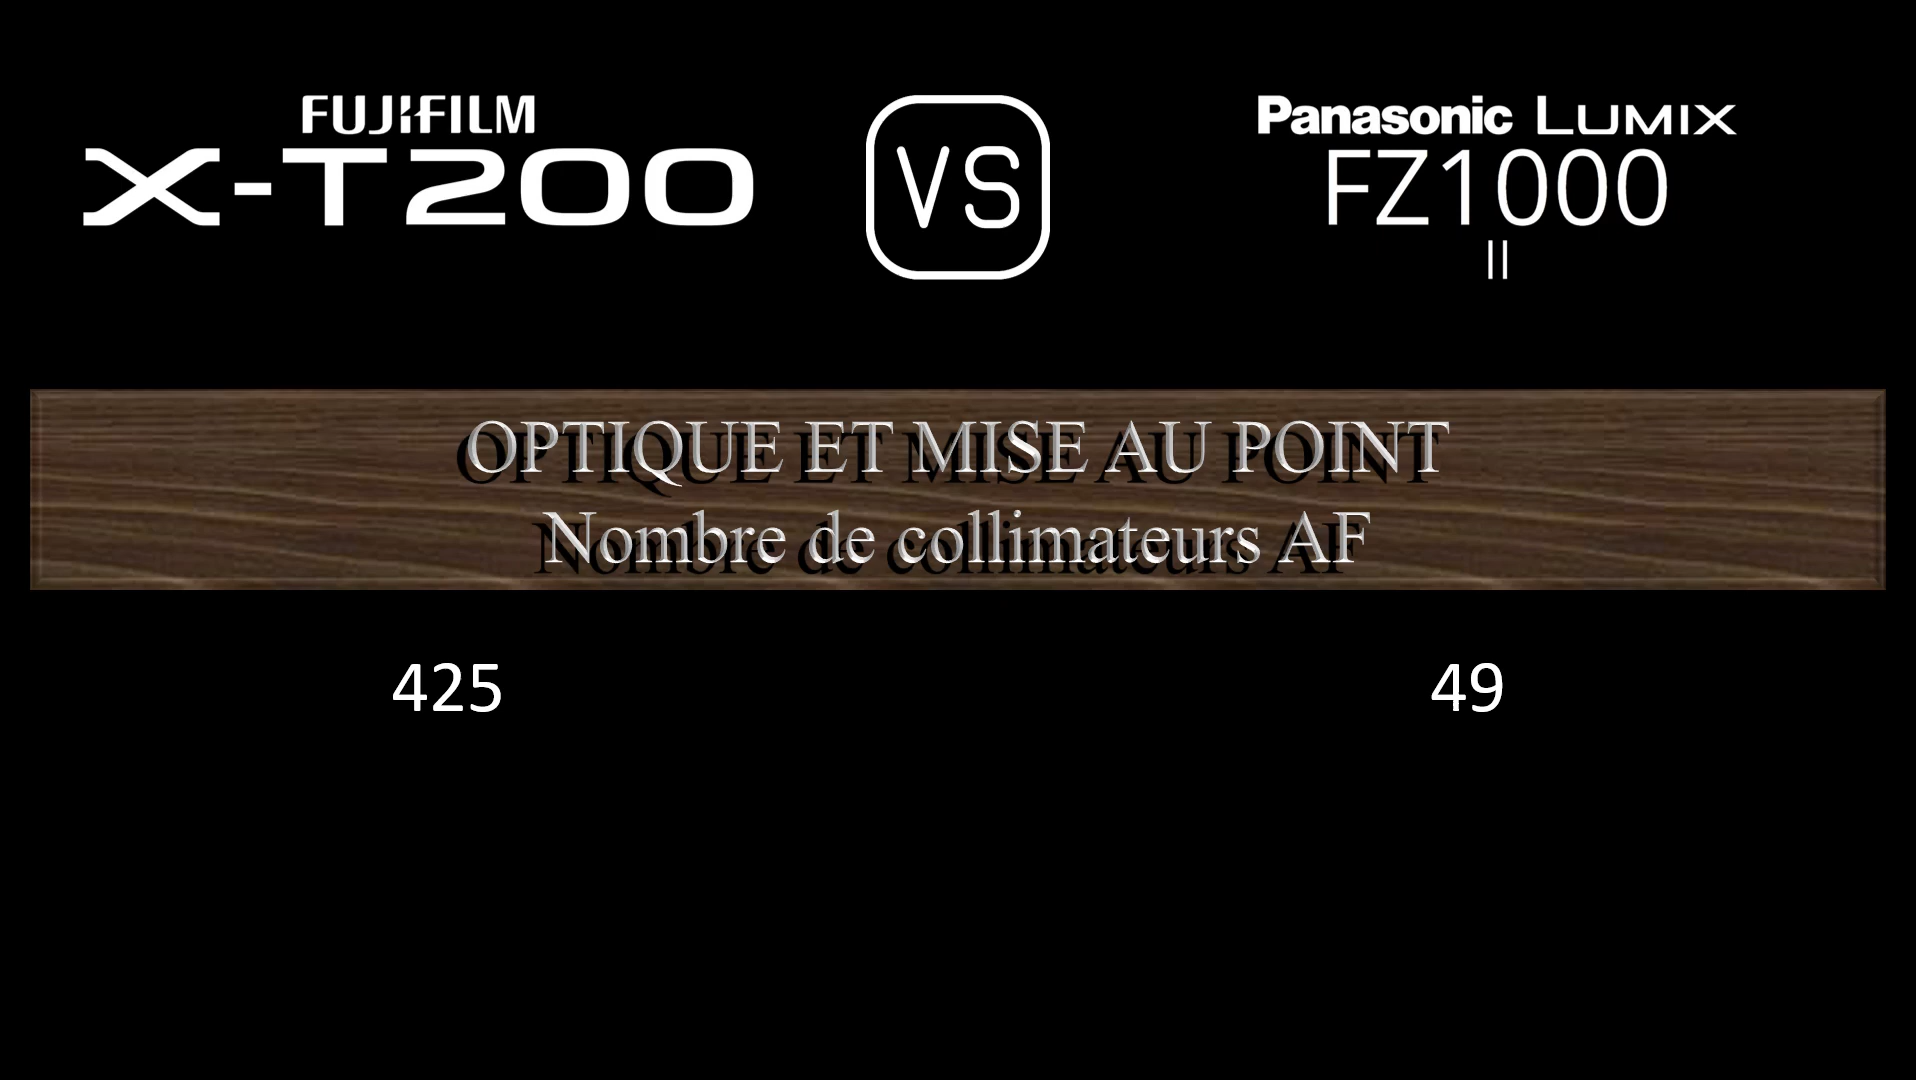 FUJIFILM
X-T200
VS
Panasonic LUMIX
FZ1000
II
OPTIQUE ET MISE AU POINT
Nombre de collimateurs AF
425
49